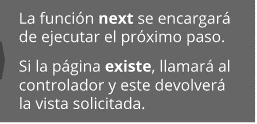 La función next se encargará
de ejecutar el próximo paso.
Si la página existe, llamará al
controlador y este devolverá
la vista solicitada.